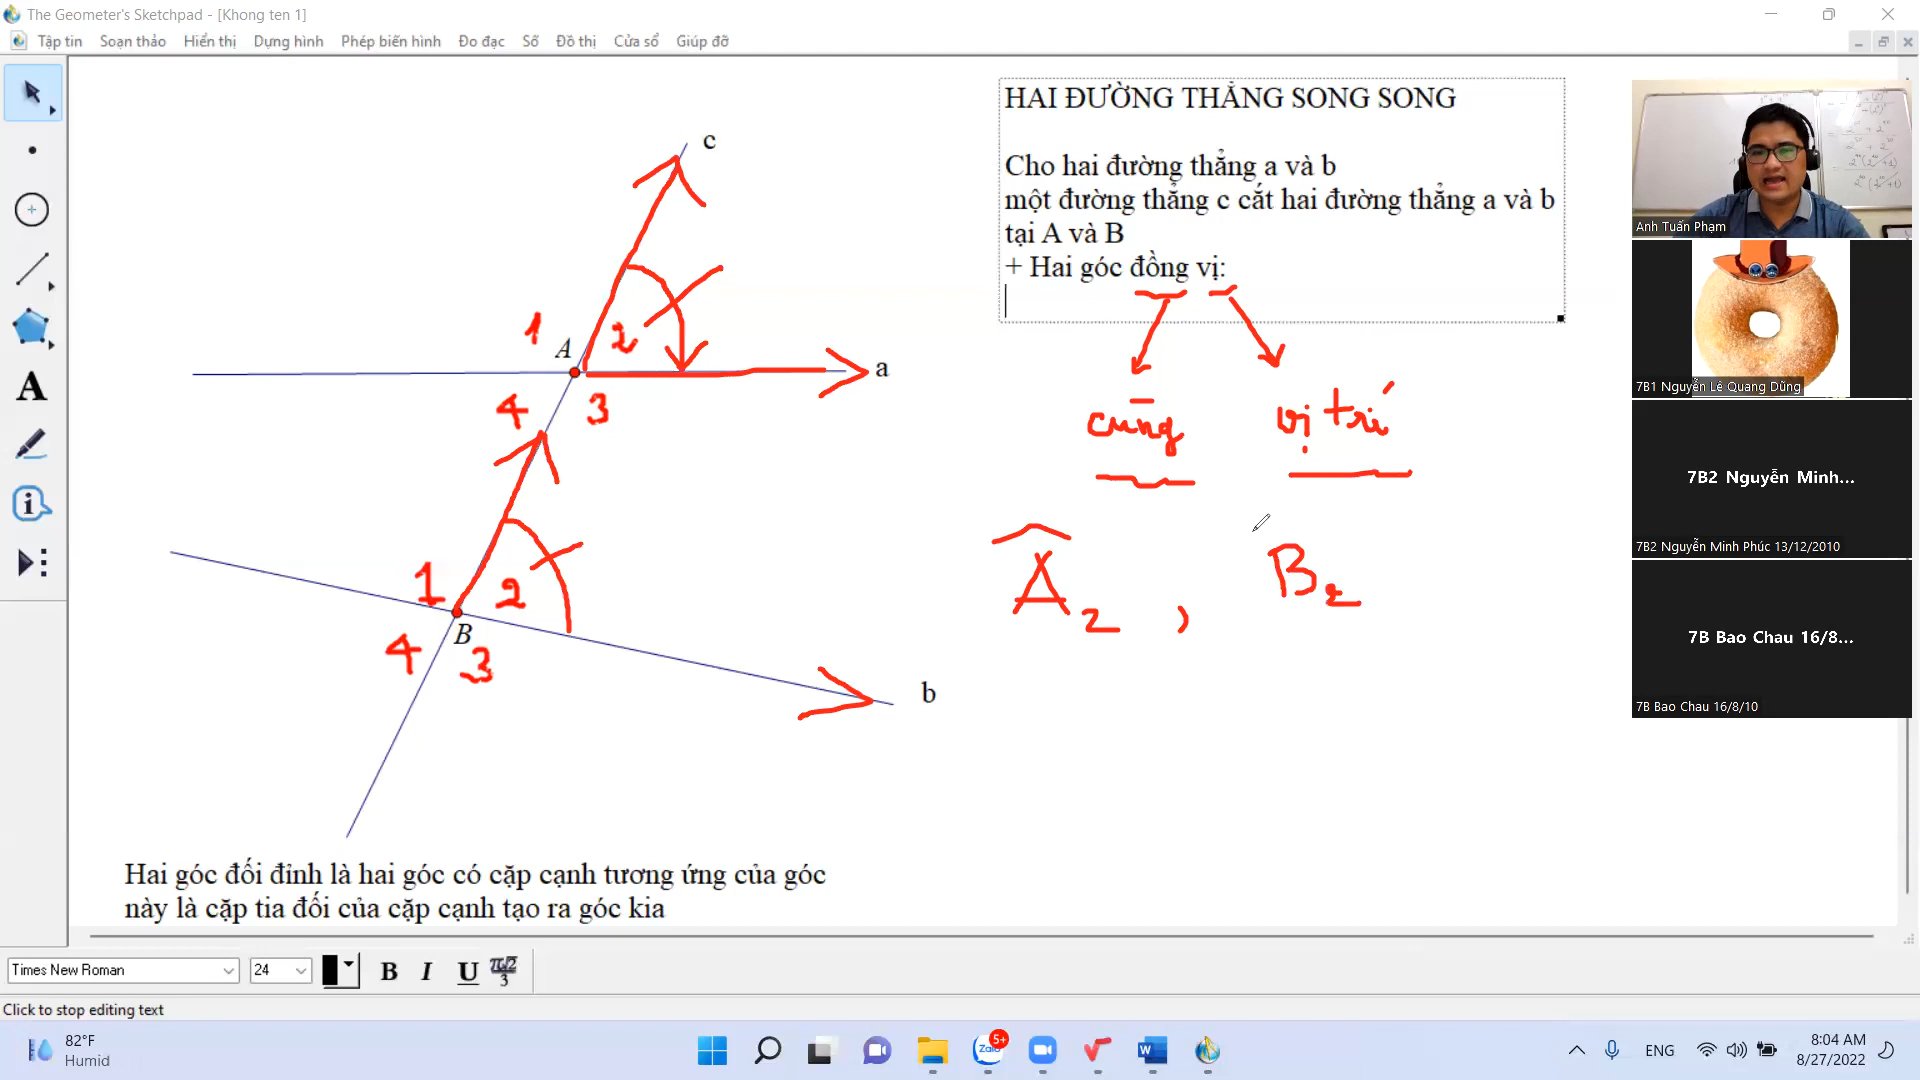 The Geometer's Sketchpad - [Khong ten 1]
Tập tin Soạn thảo Hiển thị Dựng hình Phép biến hình Đo đạc Số Đồ thị Cửa sổ Giúp đỡ
HAI ĐƯỜNG THẲNG SONG SONG
Cho hai đường thẳng a và b
một đường thẳng c cắt hai đường thẳng a và b
tại A và B
+ Hai góc đồng vị:
cùng vị trí
A2 , B2
c
1 A 2
a
4 3
1 2
B
4 3
b
Hai góc đối đỉnh là hai góc có cặp cạnh tương ứng của góc
này là cặp tia đối của cặp cạnh tạo ra góc kia
Anh Tuấn Phạm
7B1 Nguyễn Lê Quang Dũng
7B2 Nguyễn Minh...
7B2 Nguyễn Minh Phúc 13/12/2010
7B Bao Chau 16/8...
7B Bao Chau 16/8/10
A
Times New Roman 24 B I U
Click to stop editing text
82°F
Humid
Zalo 5+
W
ENG
8:04 AM
8/27/2022